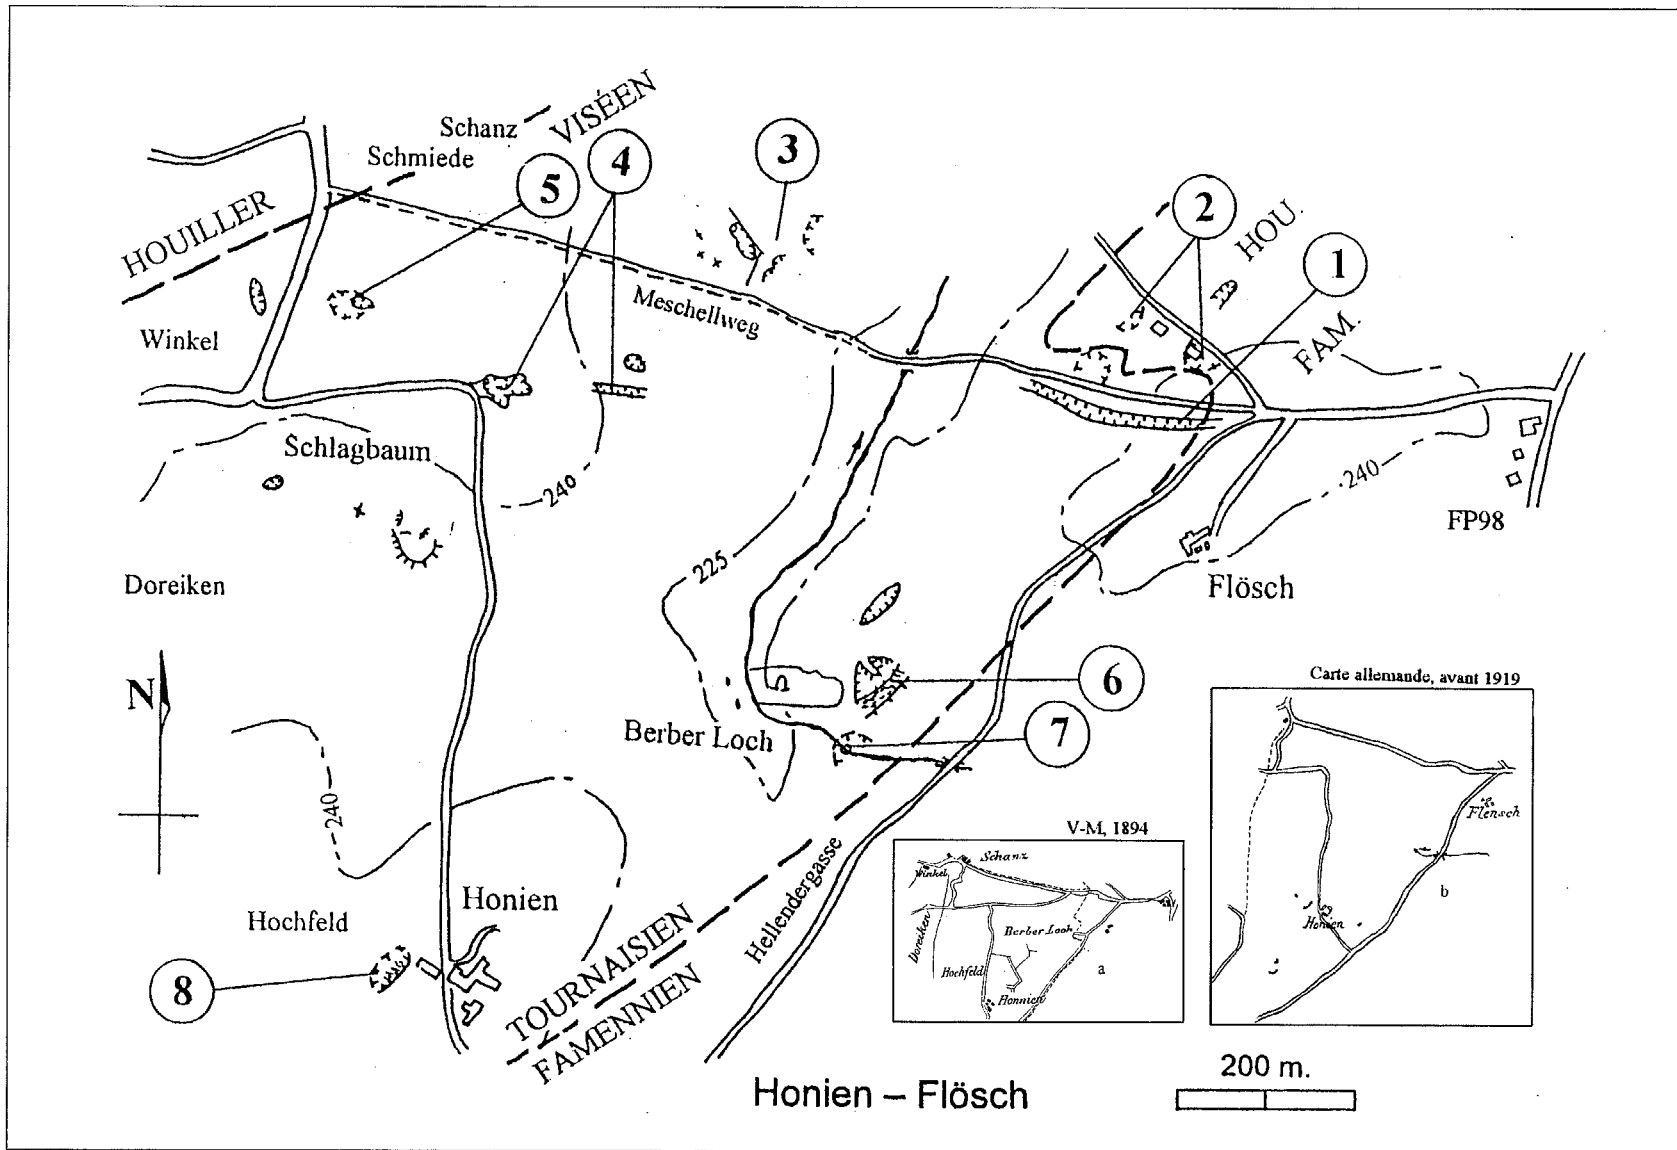 Schanz
VISÉEN
Schmiede
HOUILLER
5
4
3
2
HOU.
1
FAM.
Winkel
Meschellweg
Schlagbaum
240
240
FP98
225
Doreiken
Flösch
N
6
Berber Loch
7
240
Honien
Hochfeld
8
Hellendergasse
TOURNAISIEN
FAMENNIEN
V-M, 1894
Schanz
Winkel
Doreiken
Berber Loch
Hochfeld
a
Honnien
Carte allemande, avant 1919
Flensch
b
Honien
Honien – Flösch
200 m.